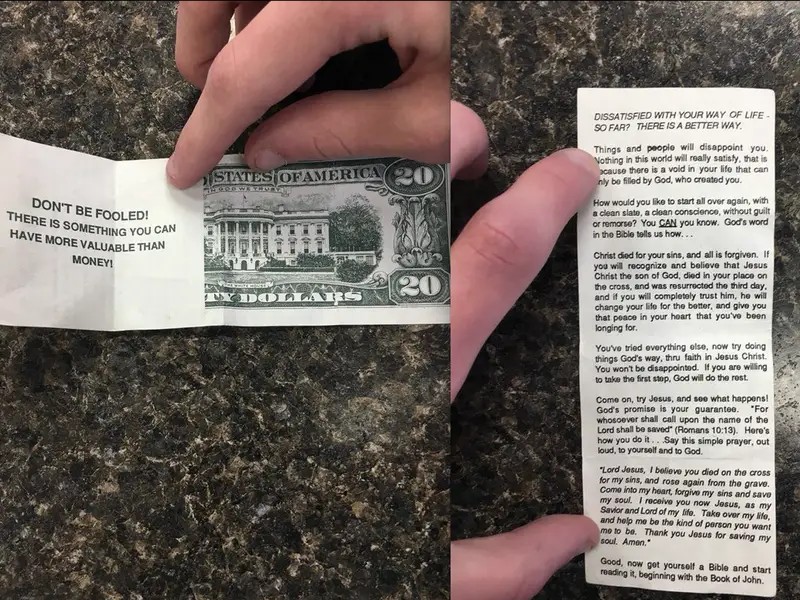 DON'T BE FOOLED!
THERE IS SOMETHING YOU CAN
HAVE MORE VALUABLE THAN
MONEY!
STATES OF AMERICA
IN GOD WE TRUST
20
20
TY DOLLARS
DISSATISFIED WITH YOUR WAY OF LIFE -
SO FAR? THERE IS A BETTER WAY.
Things and people will disappoint you.
Nothing in this world will really satisfy, that is
ecause there is a void in your life that can
nly be filled by God, who created you.
How would you like to start all over again, with
a clean slate, a clean conscience, without guilt
or remorse? You CAN you know. God's word
in the Bible tells us how. . .
Christ died for your sins, and all is forgiven. If
you will recognize and believe that Jesus
Christ the son of God, died in your place on
the cross, and was resurrected the third day,
and if you will completely trust him, he will
change your life for the better, and give you
that peace in your heart that you've been
longing for.
You've tried everything else, now try doing
things God's way, thru faith in Jesus Christ.
You won't be disappointed. If you are willing
to take the first step, God will do the rest.
Come on, try Jesus, and see what happens!
God's promise is your guarantee. "For
whosoever shall call upon the name of the
Lord shall be saved" (Romans 10:13). Here's
how you do it . . .Say this simple prayer, out
loud, to yourself and to God.
"Lord Jesus, I believe you died on the cross
for my sins, and rose again from the grave.
Come into my heart, forgive my sins and save
my soul. I receive you now Jesus, as my
Savior and Lord of my life. Take over my life,
and help me be the kind of person you want
me to be. Thank you Jesus for saving my
soul. Amen."
Good, now get yourself a Bible and start
reading it, beginning with the Book of John.